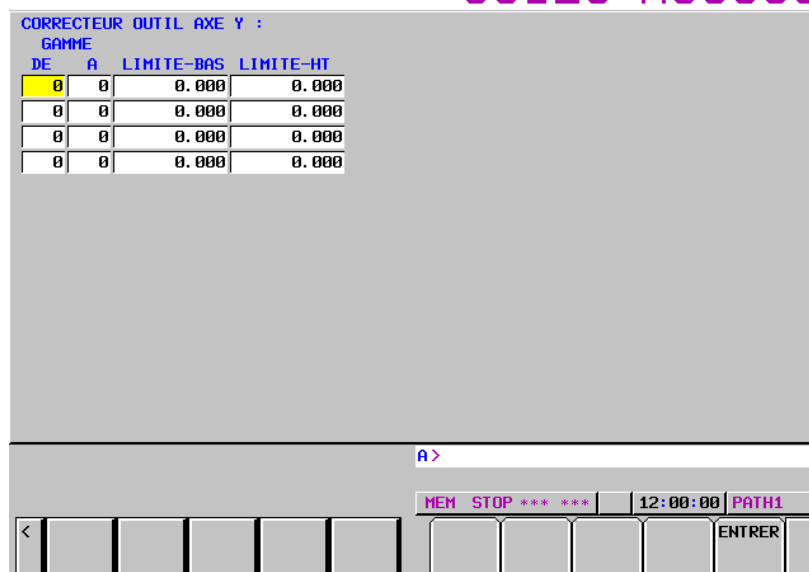 CORRECTEUR OUTIL AXE Y :
GAMME
DE A LIMITE-BAS LIMITE-HT
0 0 0.000 0.000
0 0 0.000 0.000
0 0 0.000 0.000
0 0 0.000 0.000
A>
MEM STOP *** *** 12:00:00 PATH1
< ENTRER